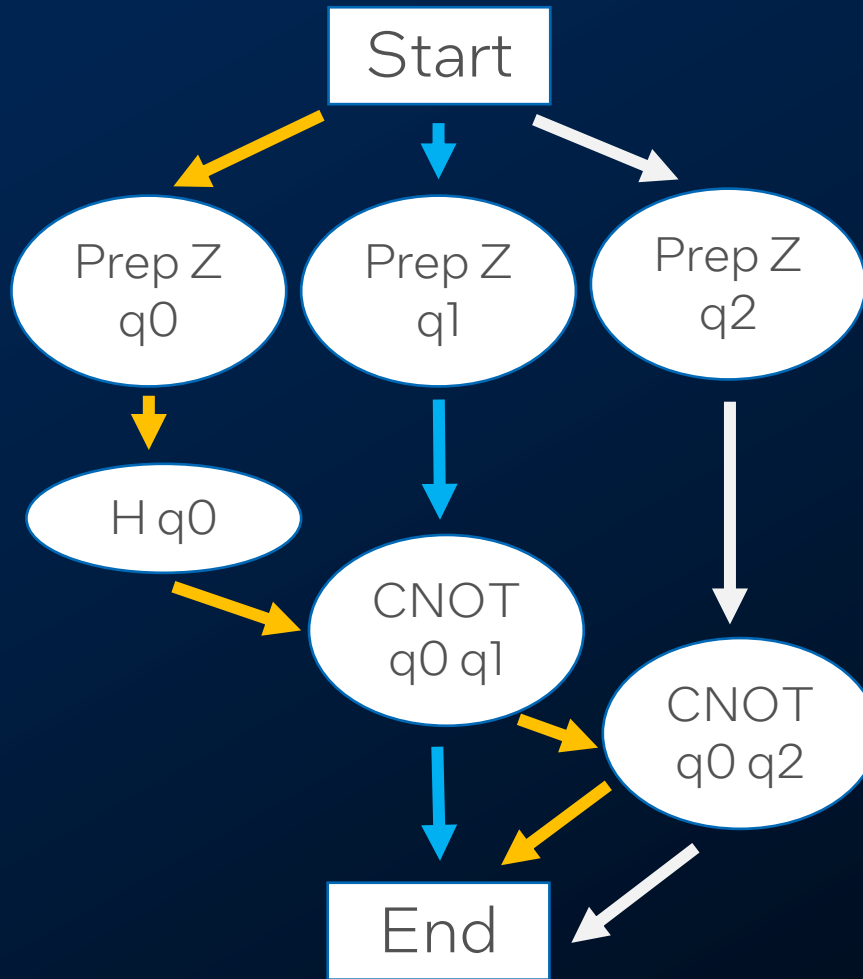 Start
Prep Z
q0
Prep Z
q1
Prep Z
q2
H q0
CNOT
q0 q1
CNOT
q0 q2
End